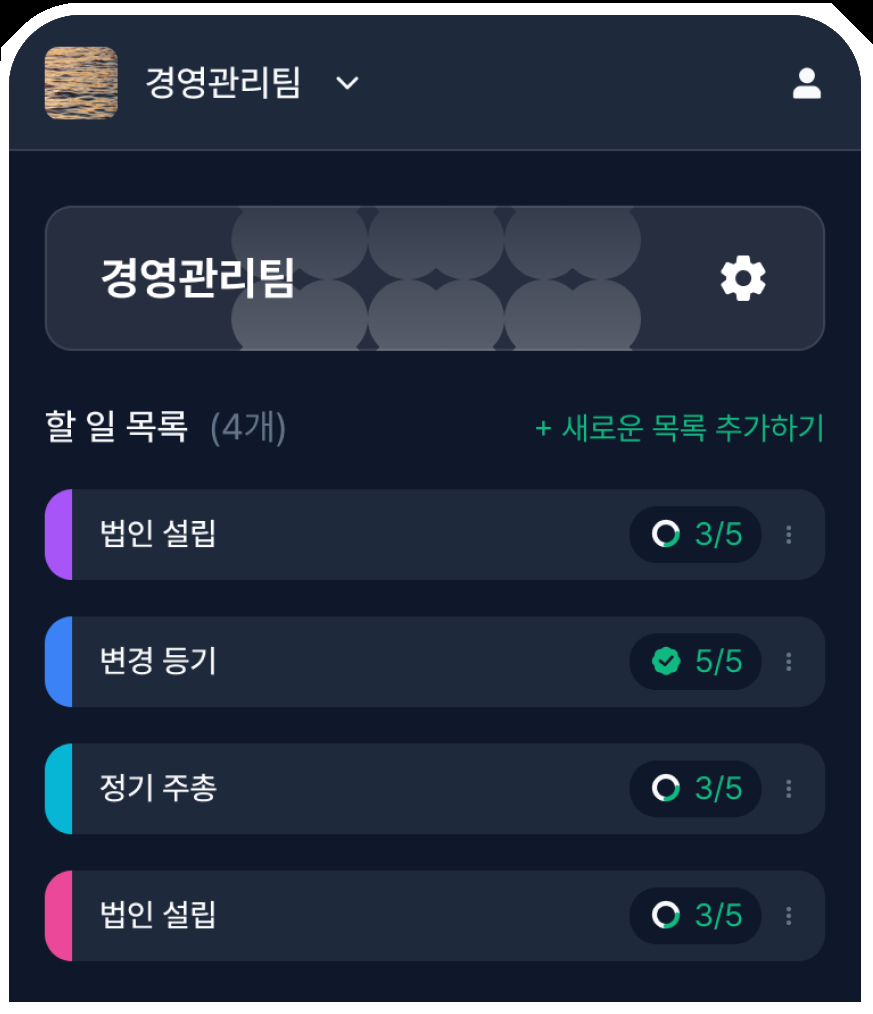 경영관리팀
경영관리팀
할 일 목록 (4개)
+ 새로운 목록 추가하기
법인 설립
3/5
변경 등기
5/5
정기 주총
3/5
법인 설립
3/5